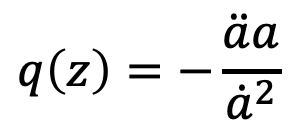 q(z) = −äa/ȧ²